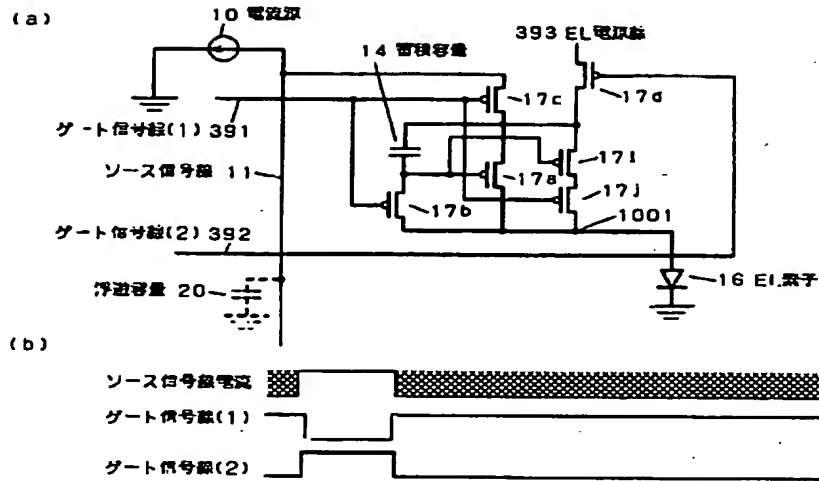 (a)
10 電流源
393 EL電源線
14 蓄積容量
17c
17d
ゲート信号線(1) 391
17i
ソース信号線 11
17a
17j
17b
1001
ゲート信号線(2) 392
浮遊容量 20
16 EL素子
(b)
ソース信号線電流
ゲート信号線(1)
ゲート信号線(2)